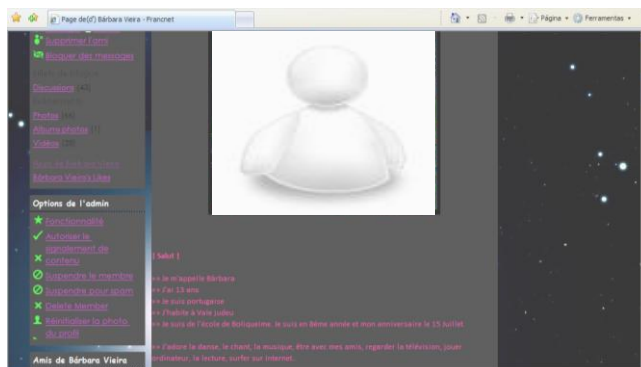 Page de(d') Bárbara Vieira - Francnet
Página
Ferramentas
Supprimer l'ami
Bloquer des messages
Discussions (43)
Photos
Albums photos
Vidéos
Bárbara Vieira's Likes
Options de l'admin
Fonctionnalité
Autoriser le
signalement de
contenu
Suspendre le membre
Suspendre pour spam
Delete Member
Réinitialiser la photo
du profil
Amis de Bárbara Vieira
[ Salut ]
»» Je m'appelle Bárbara
»» J'ai 13 ans
»» Je suis portugaise
»» J'habite à Vale Judeu
»» Je suis de l'école de Boliqueime. Je suis en 8ème année et mon anniversaire le 15 Juillet
»» J'adore la danse, le chant, la musique, être avec mes amis, regarder la télévision, jouer
ordinateur, la lecture, surfer sur Internet.